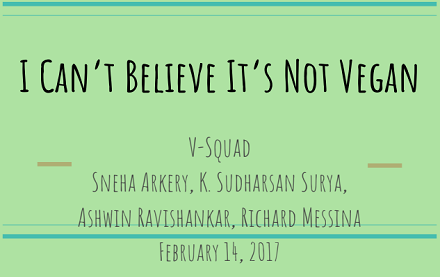 I Can't Believe It's Not Vegan
V-Squad
Sneha Arkery, K. Sudharsan Surya,
Ashwin Ravishankar, Richard Messina
February 14, 2017